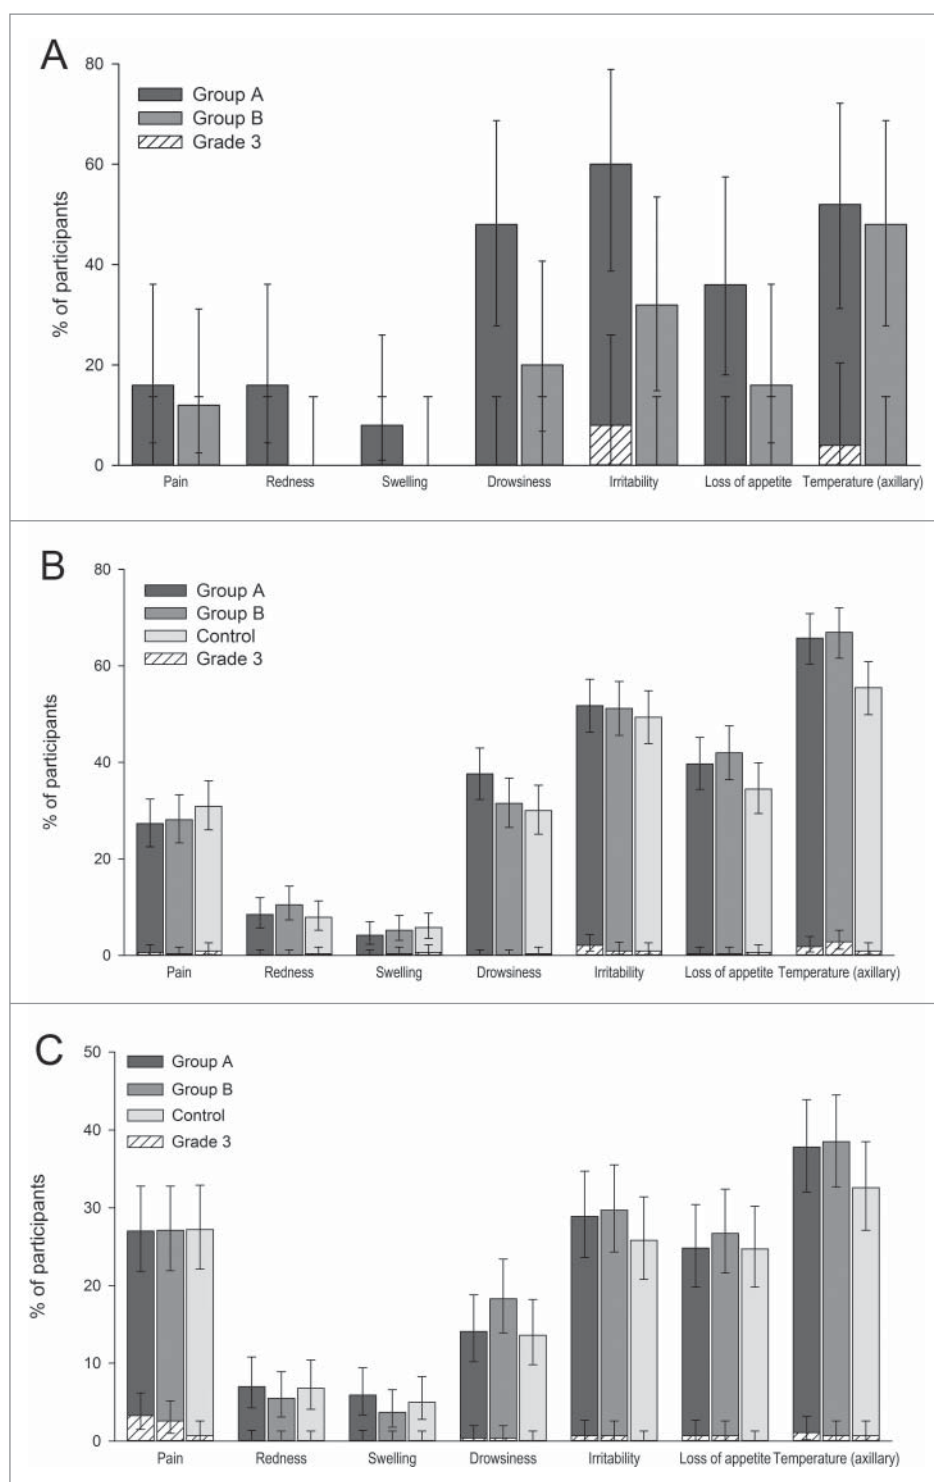 A
80
60
40
20
0
% of participants
Group A
Group B
Grade 3
Pain Redness Swelling Drowsiness Irritability Loss of appetite Temperature (axillary)
B
80
60
40
20
0
% of participants
Group A
Group B
Control
Grade 3
Pain Redness Swelling Drowsiness Irritability Loss of appetite Temperature (axillary)
C
50
40
30
20
10
0
% of participants
Group A
Group B
Control
Grade 3
Pain Redness Swelling Drowsiness Irritability Loss of appetite Temperature (axillary)